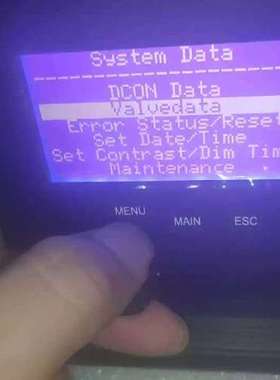 System Data
DCON Data
Valvedata
Error Status/Reset
Set Date/Time
Set Contrast/Dim Tim
Maintenance
MENU
MAIN
ESC